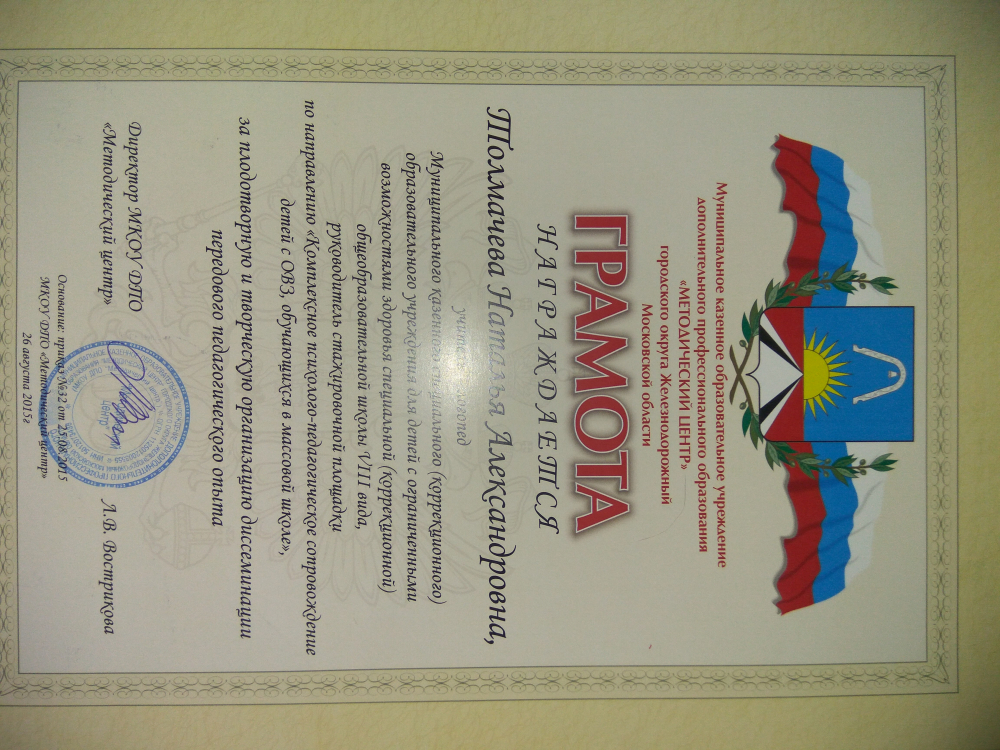 Муниципальное казенное образовательное учреждение
дополнительного профессионального образования
«МЕТОДИЧЕСКИЙ ЦЕНТР»
городского округа Железнодорожный
Московской области
ГРАМОТА
НАГРАЖДАЕТСЯ
Толмачева Наталья Александровна,
Муниципального казенного специального (коррекционного)
образовательного учреждения для детей с ограниченными
возможностями здоровья специальной (коррекционной)
общеобразовательной школы VIII вида,
руководитель стажировочной площадки
по направлению «Комплексное психолого-педагогическое сопровождение
детей с ОВЗ, обучающихся в массовой школе»,
за плодотворную и творческую организацию диссеминации
передового педагогического опыта
Директор МКОУ ДПО
«Методический центр» Л.В. Вострикова
Основание: приказ №32 от 25.08.2015
МКОУ ДПО «Методический центр»
26 августа 2015г